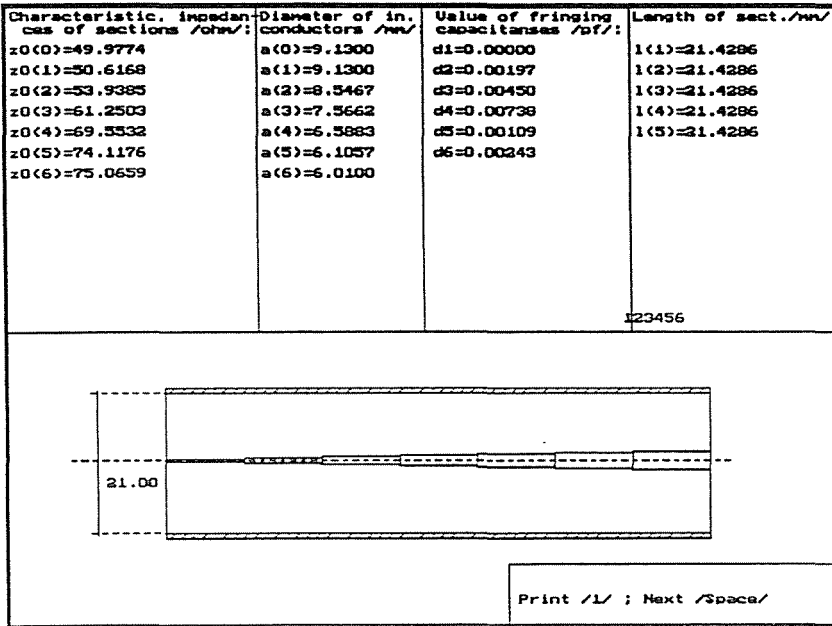 Characteristic. impedan-
ces of sections /ohm/:
z0(0)=49.9774
z0(1)=50.6168
z0(2)=53.9385
z0(3)=61.2503
z0(4)=69.5532
z0(5)=74.1176
z0(6)=75.0659
Diameter of in.
conductors /mm/
a(0)=9.1300
a(1)=9.1300
a(2)=8.5467
a(3)=7.5662
a(4)=6.5883
a(5)=6.1057
a(6)=6.0100
Value of fringing
capacitanses /pf/:
d1=0.00000
d2=0.00197
d3=0.00450
d4=0.00738
d5=0.00109
d6=0.00243
Length of sect./mm/
l(1)=21.4286
l(2)=21.4286
l(3)=21.4286
l(4)=21.4286
l(5)=21.4286
123456
21.00
Print /1/ ; Next /Space/